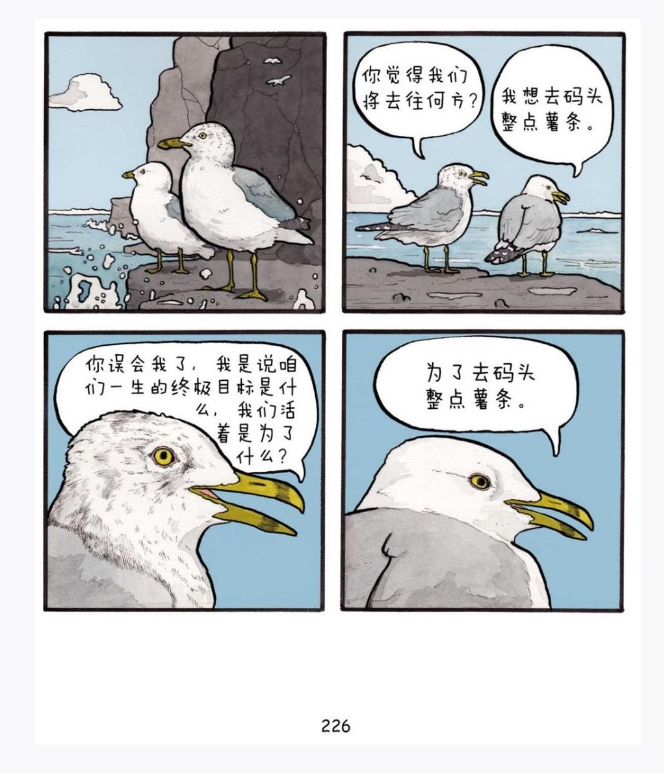 你觉得我们
将去往何方?
我想去码头
整点薯条。
你误会我了，我是说咱
们一生的终极目标是什
么，我们活
着是为了
什么?
为了去码头
整点薯条。
226